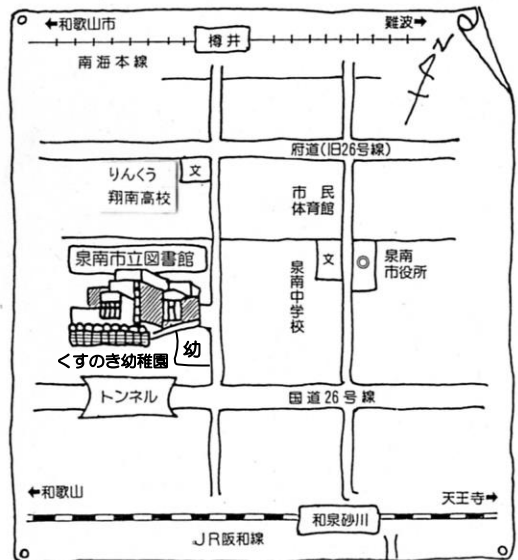 ←和歌山市
難波→
樽井
南海本線
N
府道(旧26号線)
りんくう
翔南高校
文
市民
体育館
泉南市立図書館
文
◎
泉南
市役所
泉南中学校
幼
くすのき幼稚園
トンネル
国道26号線
←和歌山
天王寺→
和泉砂川
JR阪和線